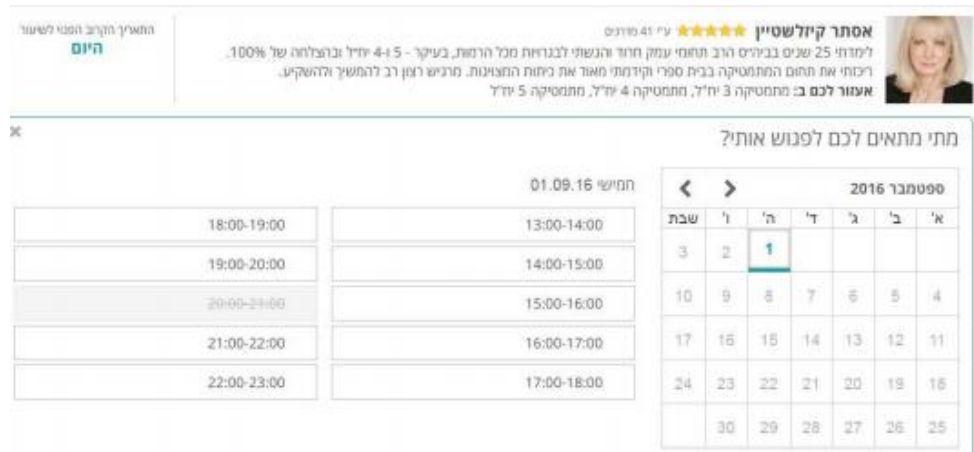 אסתר קיזלשטיין ע"י 41 מדרגים
לימדתי 25 שנים בביה"ס הרב תחומי עמק חרוד והגשתי לבגרויות מכל הרמות, בעיקר - 5 ו-4 יח"ל ובהצלחה של 100%.
ריכזתי את תחום המתמטיקה בבית ספרי וקידמתי מאוד את כיתות המצוינות. מרגיש רצון רב להמשיך ולהשקיע.
אעזור לכם ב: מתמטיקה 3 יח"ל, מתמטיקה 4 יח"ל, מתמטיקה 5 יח"ל
התאריך הקרוב הפנוי לשיעור
היום
מתי מתאים לכם לפגוש אותי?
ספטמבר 2016
א' ב' ג' ד' ה' ו' שבת
1 2 3
4 5 6 7 8 9 10
11 12 13 14 15 16 17
18 19 20 21 22 23 24
25 26 27 28 29 30
חמישי 01.09.16
13:00-14:00
14:00-15:00
15:00-16:00
16:00-17:00
17:00-18:00
18:00-19:00
19:00-20:00
20:00-21:00
21:00-22:00
22:00-23:00